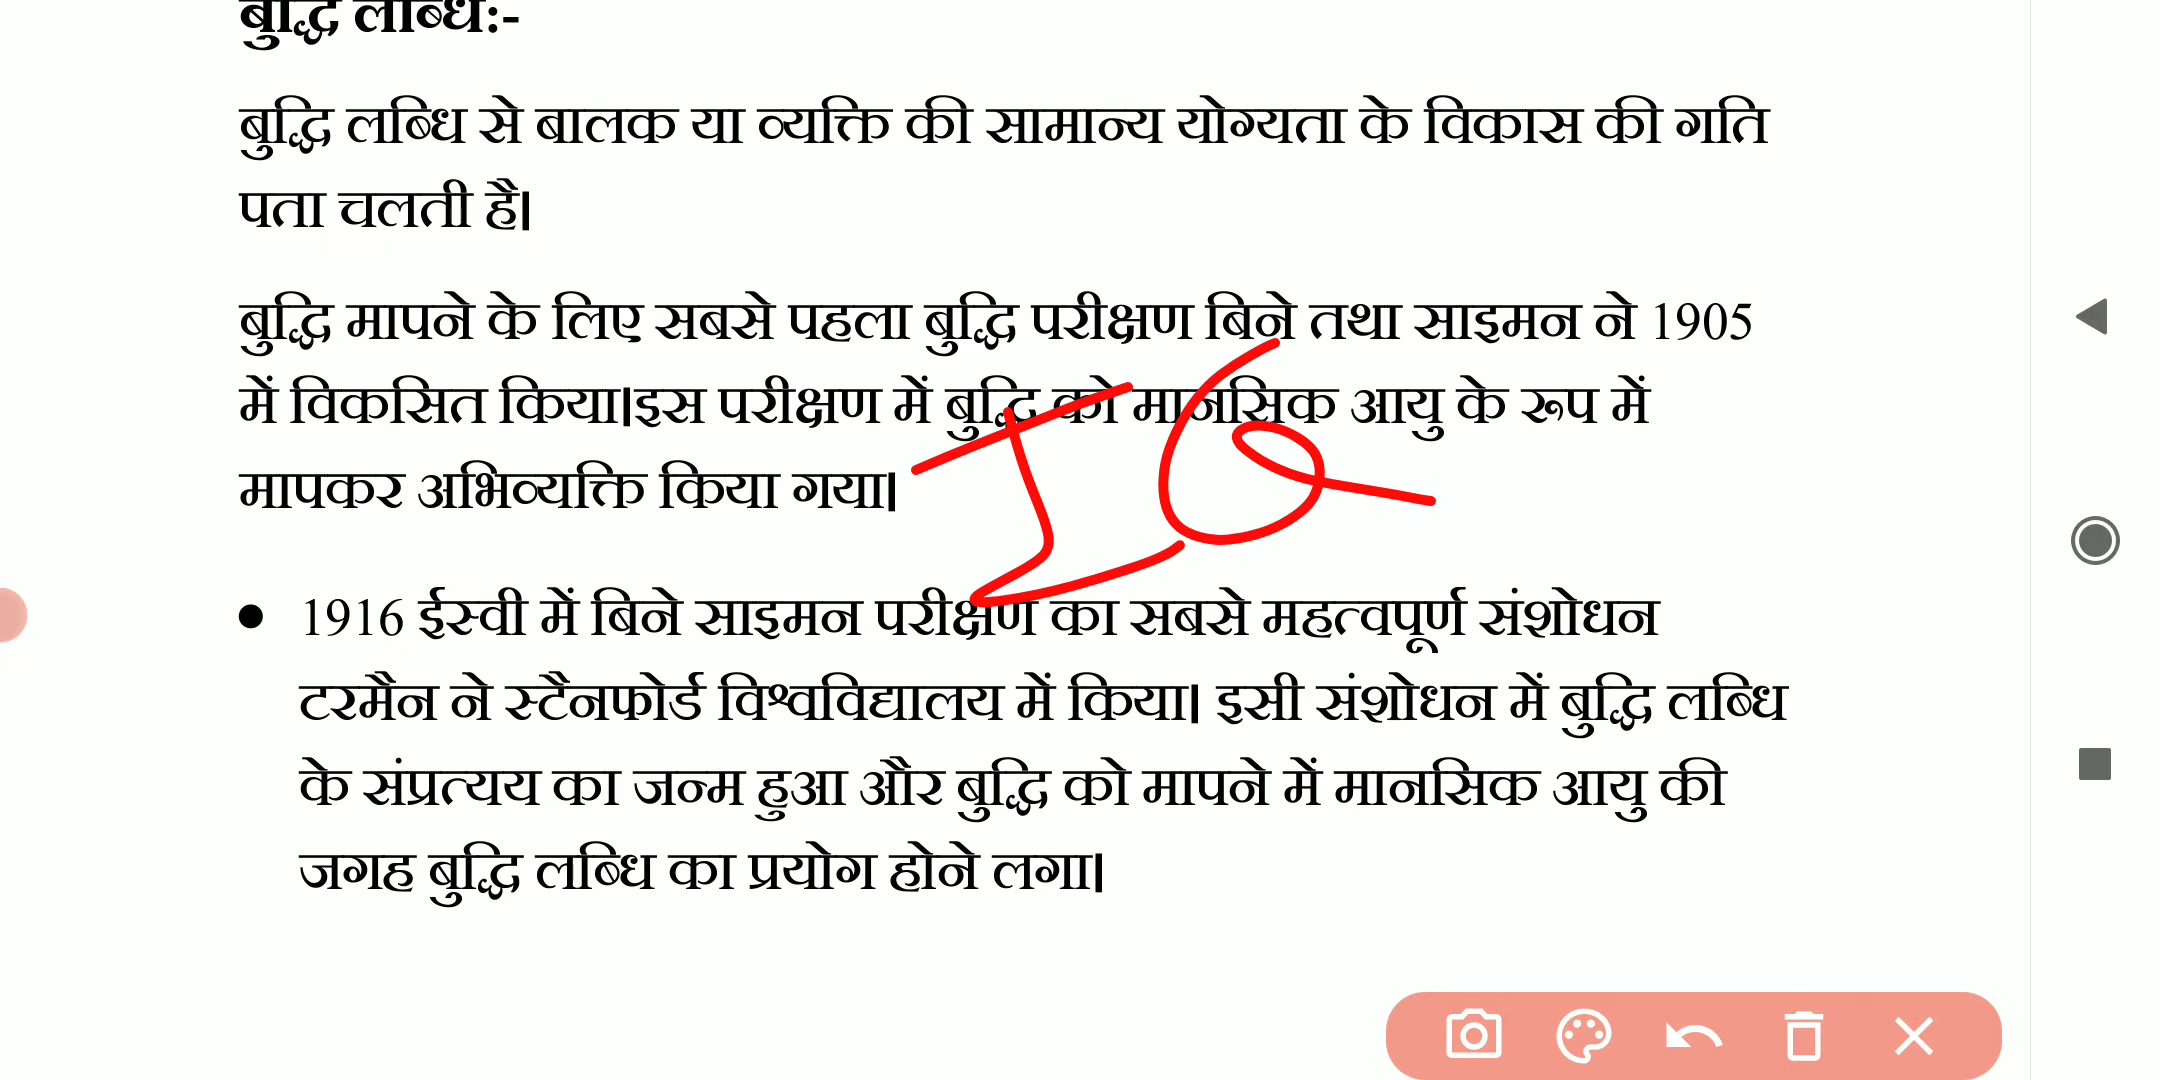 बुद्धि लब्धि:-
बुद्धि लब्धि से बालक या व्यक्ति की सामान्य योग्यता के विकास की गति
पता चलती है।
बुद्धि मापने के लिए सबसे पहला बुद्धि परीक्षण बिने तथा साइमन ने 1905
में विकसित किया।इस परीक्षण में बुद्धि को मानसिक आयु के रूप में
मापकर अभिव्यक्ति किया गया।
IQ
● 1916 ईस्वी में बिने साइमन परीक्षण का सबसे महत्वपूर्ण संशोधन
टरमैन ने स्टैनफोर्ड विश्वविद्यालय में किया। इसी संशोधन में बुद्धि लब्धि
के संप्रत्यय का जन्म हुआ और बुद्धि को मापने में मानसिक आयु की
जगह बुद्धि लब्धि का प्रयोग होने लगा।